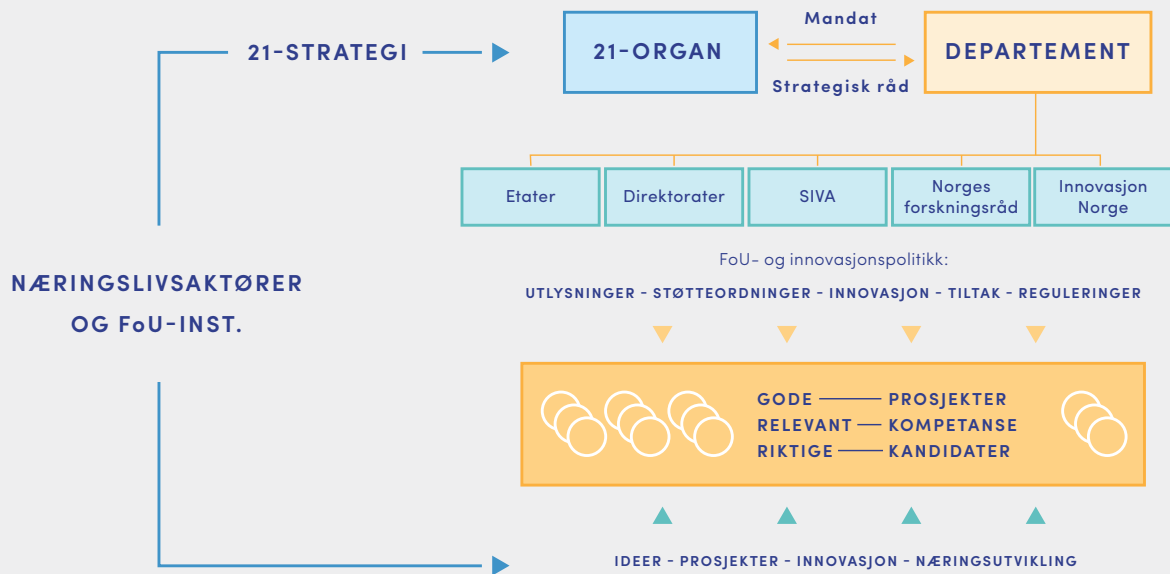 21-STRATEGI
21-ORGAN
Mandat
Strategisk råd
DEPARTEMENT
Etater
Direktorater
SIVA
Norges
forskningsråd
Innovasjon
Norge
NÆRINGSLIVSAKTØRER
OG FoU-INST.
FoU- og innovasjonspolitikk:
UTLYSNINGER - STØTTEORDNINGER - INNOVASJON - TILTAK - REGULERINGER
GODE PROSJEKTER
RELEVANT KOMPETANSE
RIKTIGE KANDIDATER
IDEER - PROSJEKTER - INNOVASJON - NÆRINGSUTVIKLING